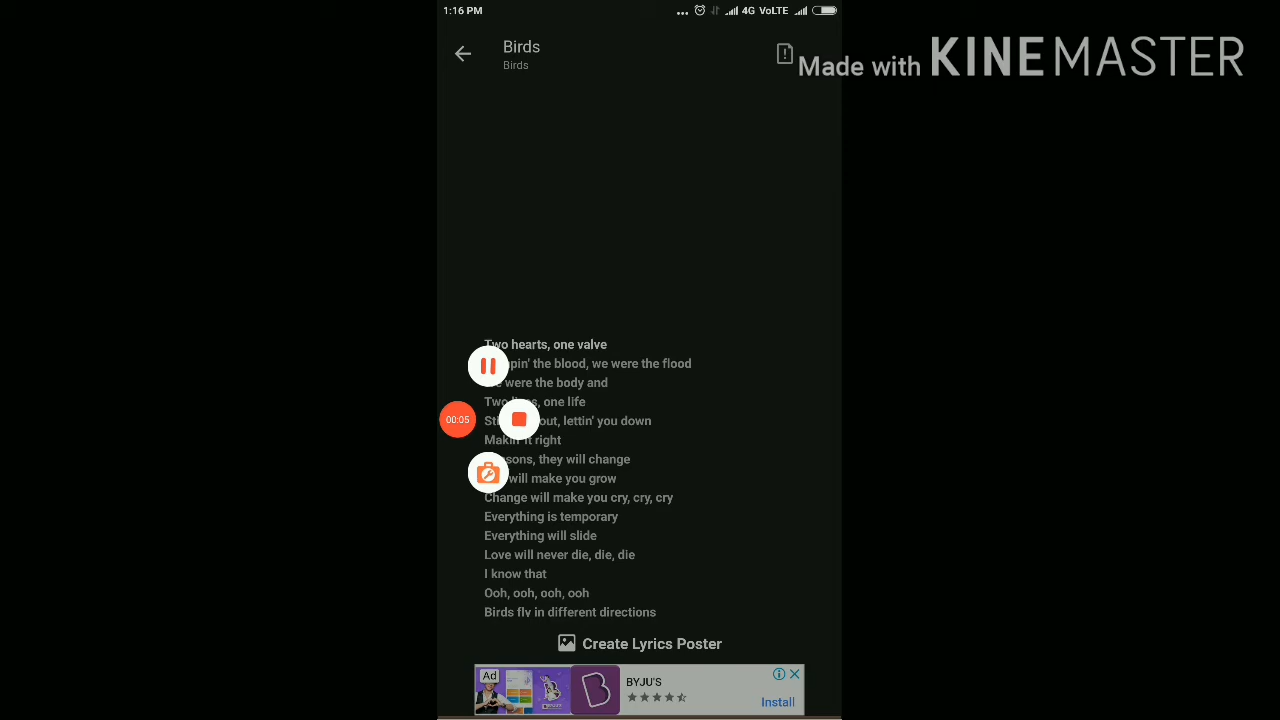 1:16 PM
4G VoLTE
Birds
Birds
Made with KINEMASTER
Two hearts, one valve
the blood, we were the flood
were the body and
Two one life
out, lettin' you down
Makin' it right
they will change
will make you grow
Change will make you cry, cry, cry
Everything is temporary
Everything will slide
Love will never die, die, die
I know that
Ooh, ooh, ooh, ooh
Birds fly in different directions
00:05
Create Lyrics Poster
Ad
BYJU'S
Install